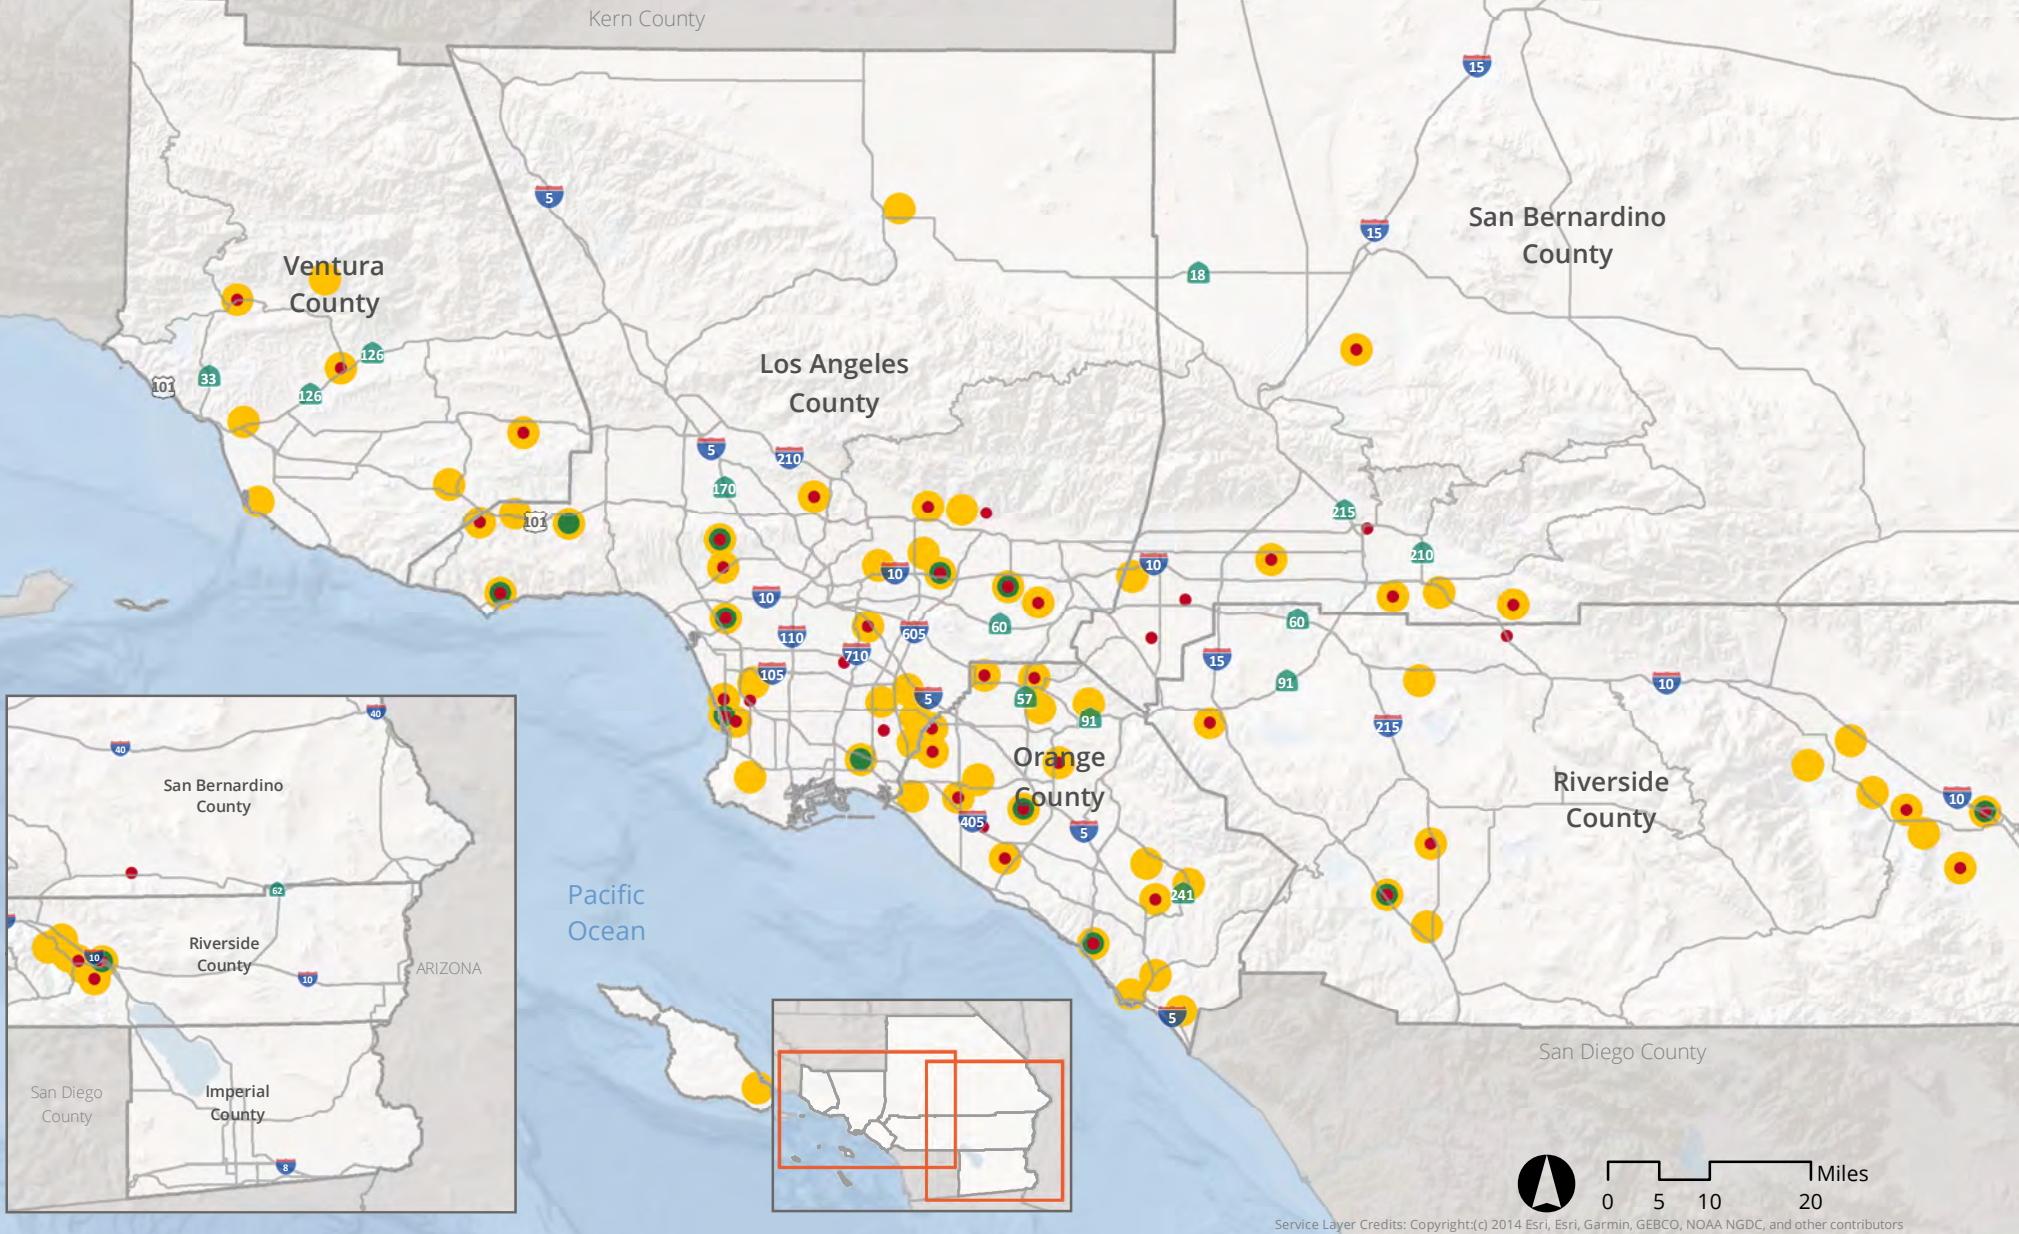 Kern County
15
5
San Bernardino
County
15
Ventura
County
18
126
33
101
126
Los Angeles
County
5
210
170
215
101
210
10
10
10
60
110
605
60
710
15
105
5
57
91
91
10
215
Orange
County
Riverside
County
10
405
5
241
Pacific
Ocean
5
San Diego County
40
40
San Bernardino
County
62
Riverside
County
10
10
ARIZONA
San Diego
County
Imperial
County
8
Miles
0 5 10 20
Service Layer Credits: Copyright:(c) 2014 Esri, Esri, Garmin, GEBCO, NOAA NGDC, and other contributors